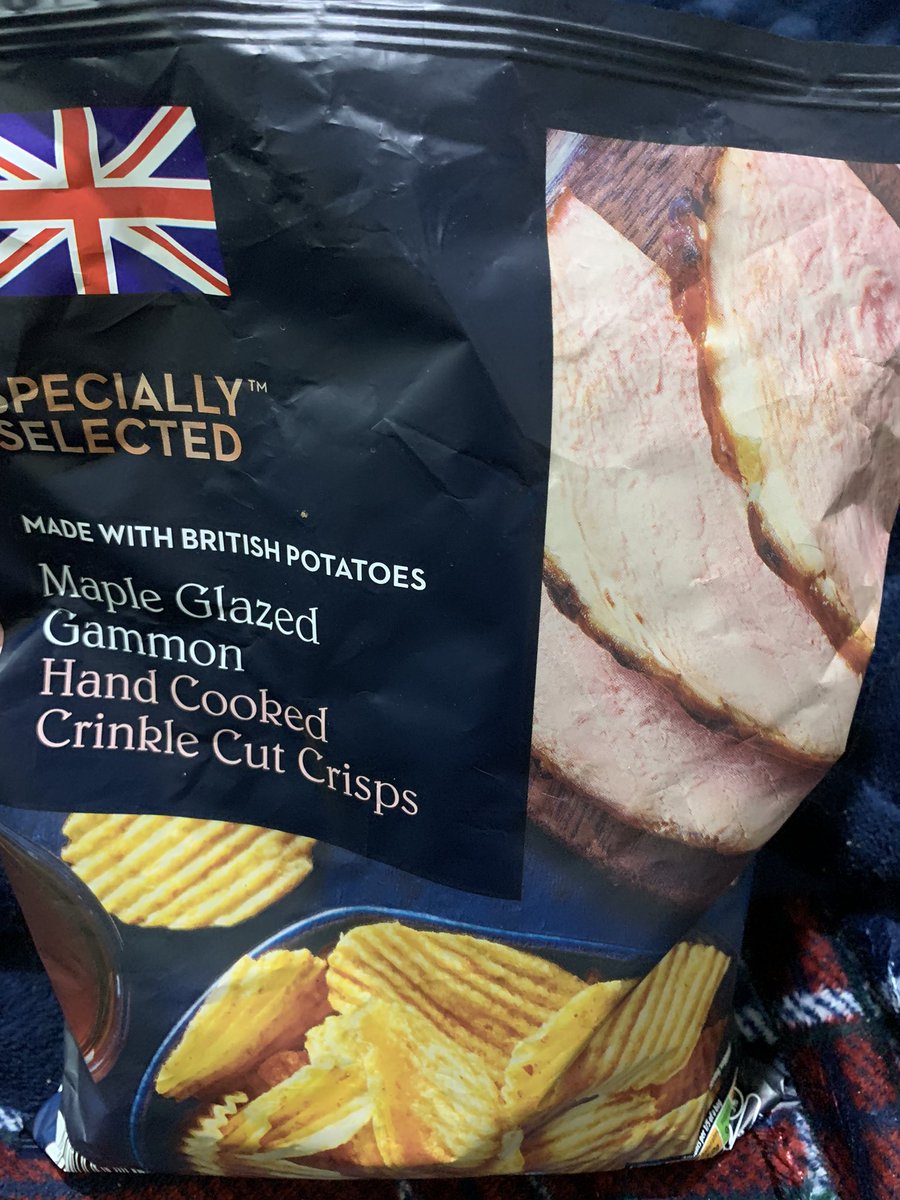 SPECIALLY™
SELECTED
MADE WITH BRITISH POTATOES
Maple Glazed
Gammon
Hand Cooked
Crinkle Cut Crisps